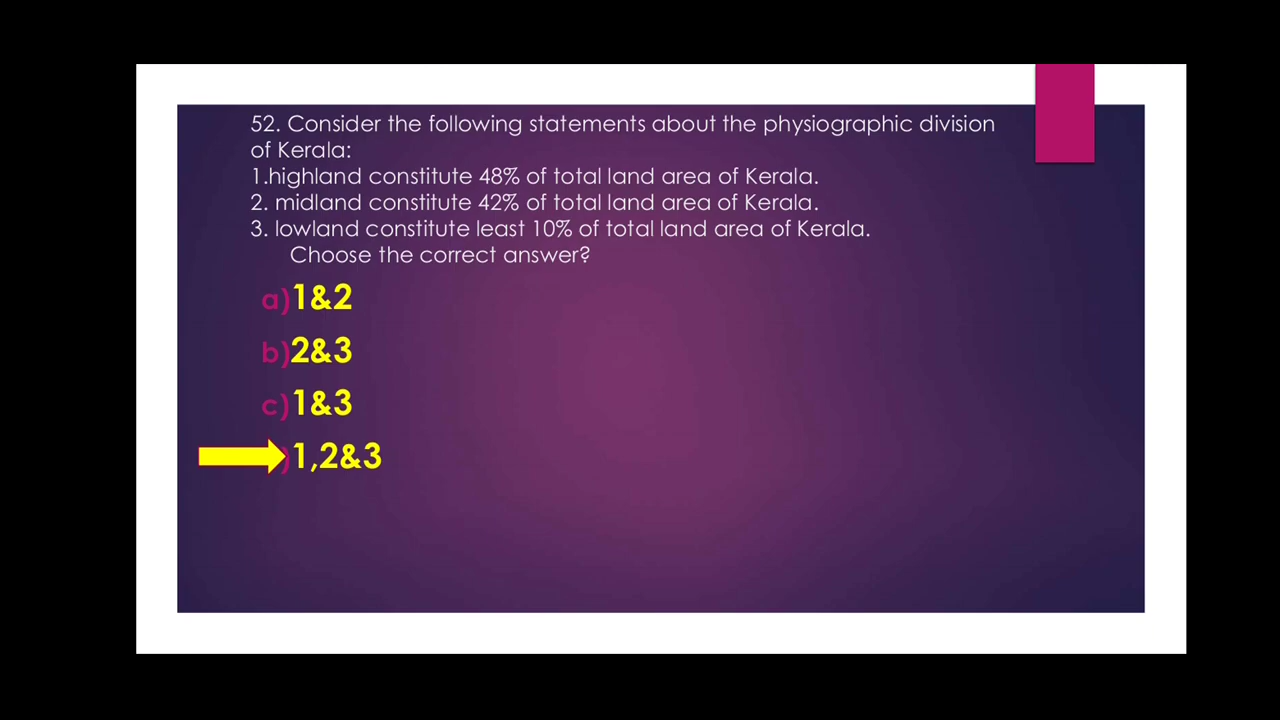 52. Consider the following statements about the physiographic division
of Kerala:
1.highland constitute 48% of total land area of Kerala.
2. midland constitute 42% of total land area of Kerala.
3. lowland constitute least 10% of total land area of Kerala.
Choose the correct answer?
a)1&2
b)2&3
c)1&3
)1,2&3